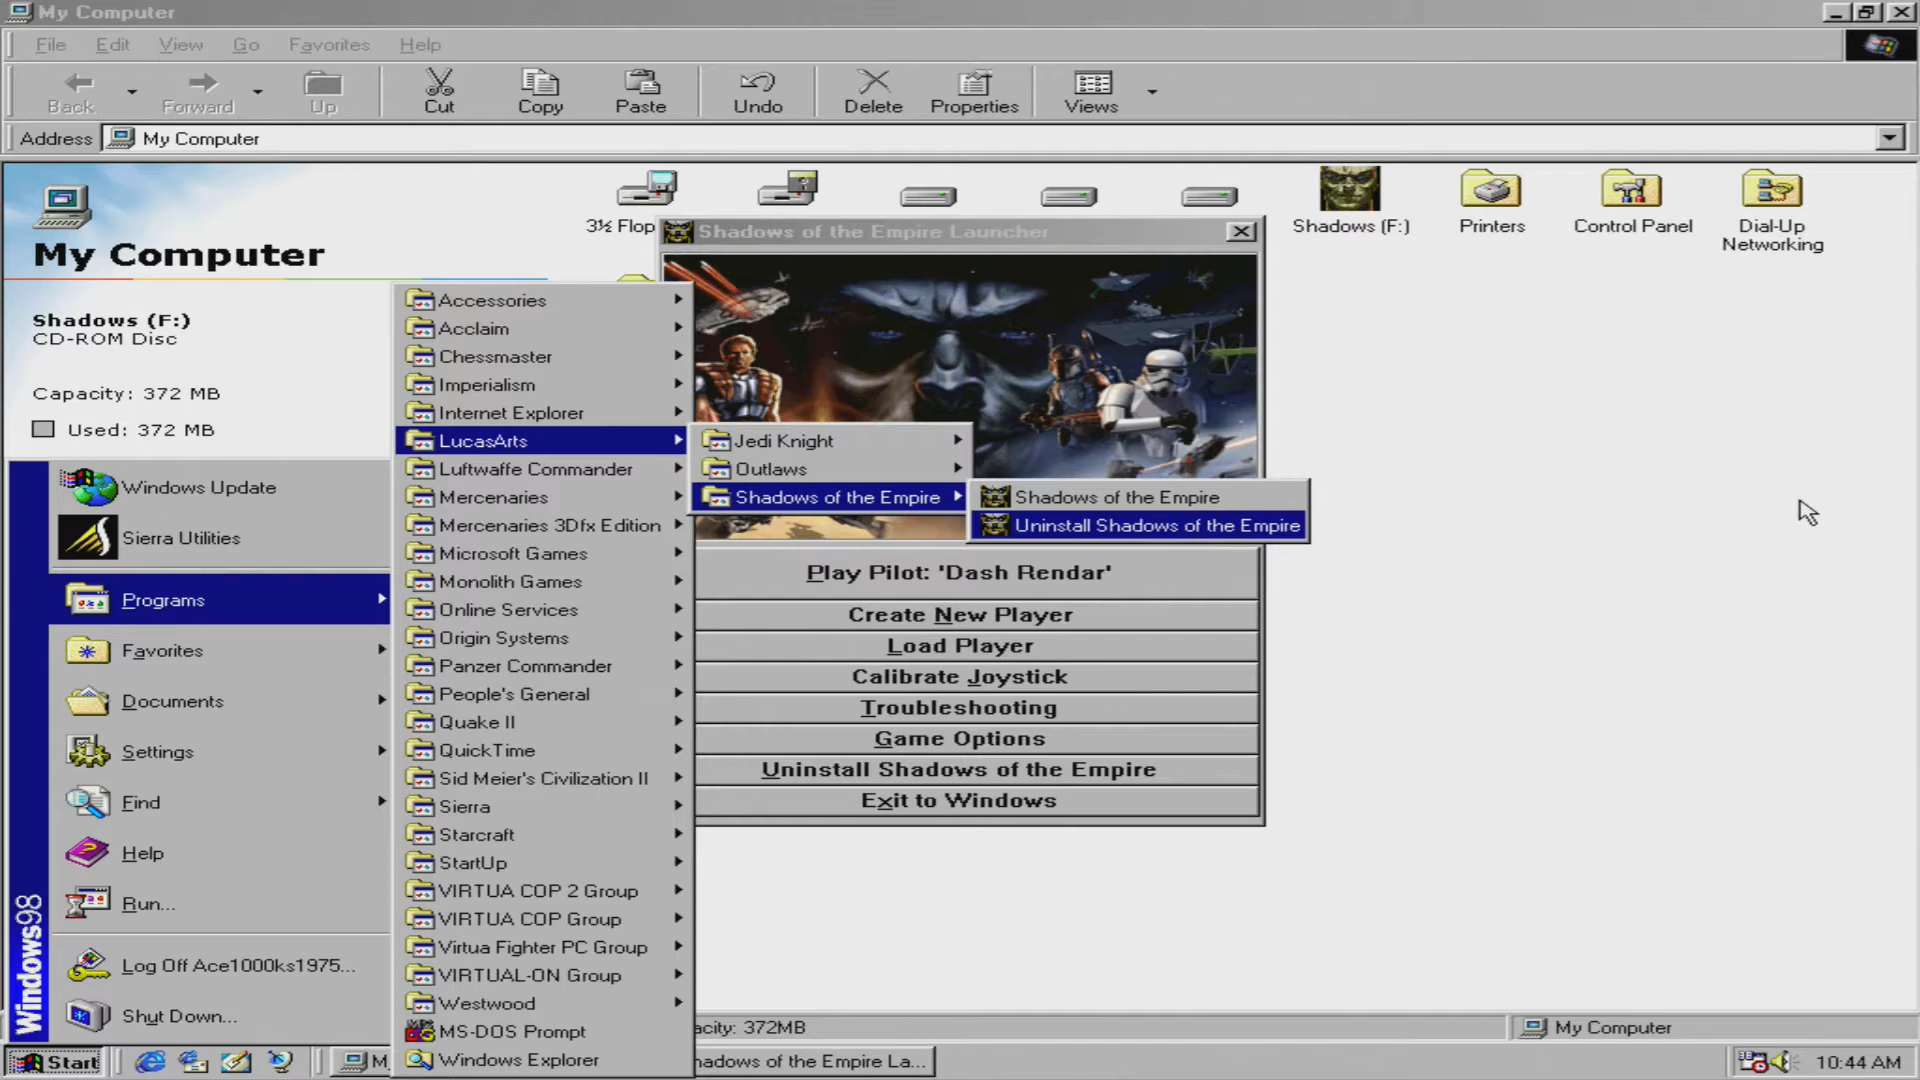 My Computer
File Edit View Go Favorites Help
Back Forward Up Cut Copy Paste Undo Delete Properties Views
Address My Computer
3½ Flop
Shadows (F:)
Printers
Control Panel
Dial-Up
Networking
My Computer
Shadows (F:)
CD-ROM Disc
Capacity: 372 MB
Used: 372 MB
Shadows of the Empire Launcher
Play Pilot: 'Dash Rendar'
Create New Player
Load Player
Calibrate Joystick
Troubleshooting
Game Options
Uninstall Shadows of the Empire
Exit to Windows
Windows Update
Sierra Utilities
Programs
Favorites
Documents
Settings
Find
Help
Run...
Log Off Ace1000ks1975...
Shut Down...
Windows98
Accessories
Acclaim
Chessmaster
Imperialism
Internet Explorer
LucasArts
Luftwaffe Commander
Mercenaries
Mercenaries 3Dfx Edition
Microsoft Games
Monolith Games
Online Services
Origin Systems
Panzer Commander
People's General
Quake II
QuickTime
Sid Meier's Civilization II
Sierra
Starcraft
StartUp
VIRTUA COP 2 Group
VIRTUA COP Group
Virtua Fighter PC Group
VIRTUAL-ON Group
Westwood
MS-DOS Prompt
Windows Explorer
Jedi Knight
Outlaws
Shadows of the Empire
Shadows of the Empire
Uninstall Shadows of the Empire
acity: 372MB
My Computer
Start
M
hadows of the Empire La...
10:44 AM